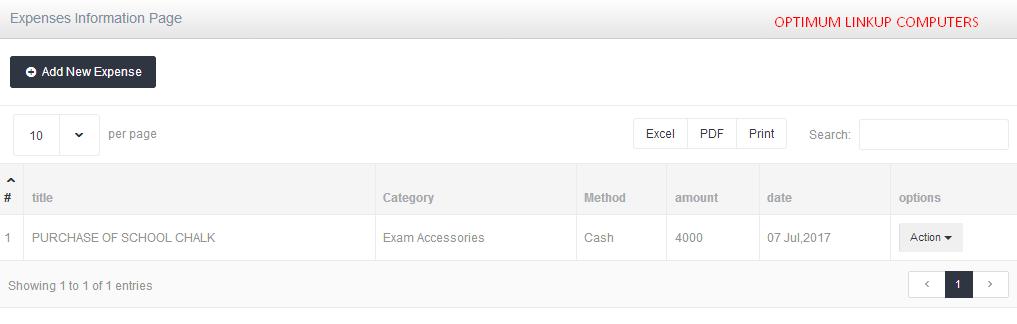 Expenses Information Page
OPTIMUM LINKUP COMPUTERS
Add New Expense
10 per page Excel PDF Print Search:
# title Category Method amount date options
1 PURCHASE OF SCHOOL CHALK Exam Accessories Cash 4000 07 Jul,2017 Action
Showing 1 to 1 of 1 entries
< 1 >